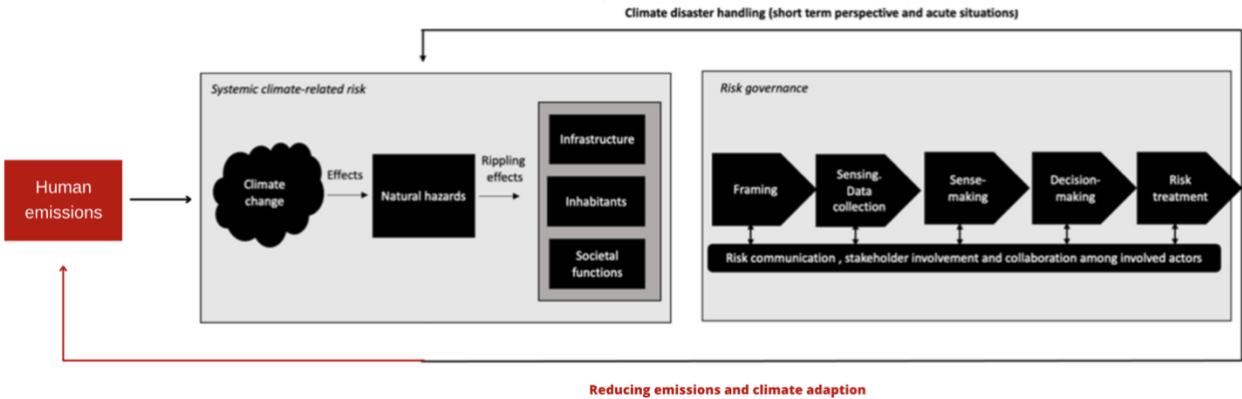 Climate disaster handling (short term perspective and acute situations)
Systemic climate-related risk
Risk governance
Human
emissions
Climate
change
Effects
Natural hazards
Rippling
effects
Infrastructure
Inhabitants
Societal
functions
Framing
Sensing.
Data
collection
Sense-
making
Decision-
making
Risk
treatment
Risk communication , stakeholder involvement and collaboration among involved actors
Reducing emissions and climate adaption